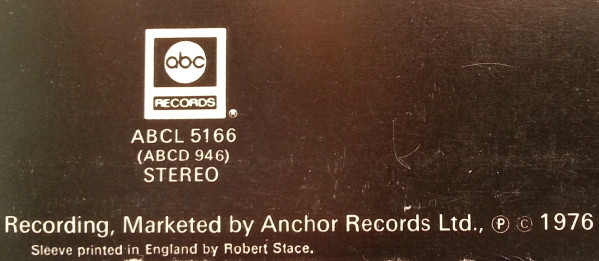 abc
RECORDS
®
ABCL 5166
(ABCD 946)
STEREO
Recording, Marketed by Anchor Records Ltd., ℗ © 1976
Sleeve printed in England by Robert Stace.